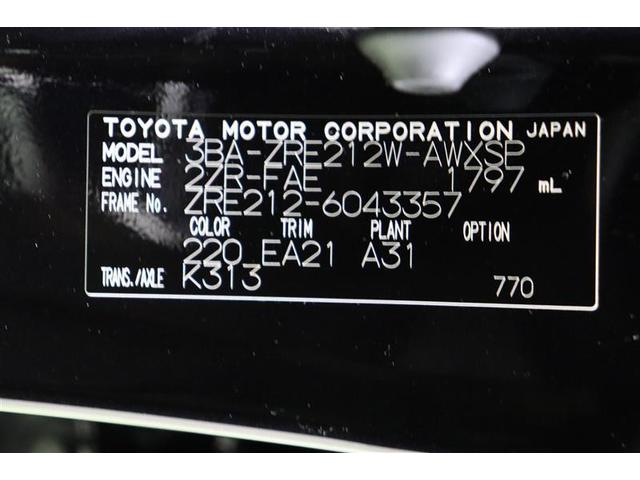 TOYOTA MOTOR CORPORATION JAPAN
MODEL 3BA-ZRE212W-AWXSP
ENGINE 2ZR-FAE 1797 mL
FRAME No. ZRE212-6043357
COLOR TRIM PLANT OPTION
220 EA21 A31
TRANS./AXLE K313 770